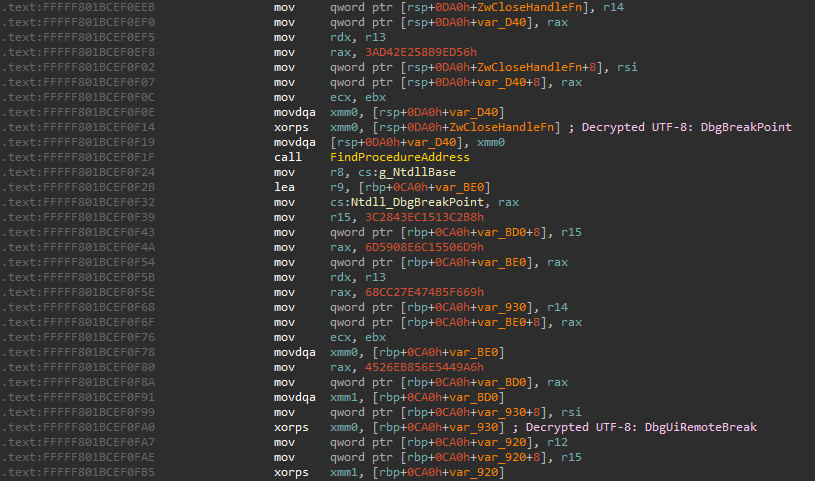 .text:FFFFF801BCEF0EEB mov qword ptr [rsp+0DA0h+ZwCloseHandleFn], r14
.text:FFFFF801BCEF0EF0 mov qword ptr [rsp+0DA0h+var_D40], rax
.text:FFFFF801BCEF0EF5 mov rdx, r13
.text:FFFFF801BCEF0EF8 mov rax, 3AD42E258B9ED56h
.text:FFFFF801BCEF0F02 mov qword ptr [rsp+0DA0h+ZwCloseHandleFn+8], rsi
.text:FFFFF801BCEF0F07 mov qword ptr [rsp+0DA0h+var_D40+8], rax
.text:FFFFF801BCEF0F0C mov ecx, ebx
.text:FFFFF801BCEF0F0E movdqa xmm0, [rsp+0DA0h+var_D40]
.text:FFFFF801BCEF0F14 xorps xmm0, [rsp+0DA0h+ZwCloseHandleFn] ; Decrypted UTF-8: DbgBreakPoint
.text:FFFFF801BCEF0F19 movdqa [rsp+0DA0h+var_D40], xmm0
.text:FFFFF801BCEF0F1F call FindProcedureAddress
.text:FFFFF801BCEF0F24 mov r8, cs:g_NtdllBase
.text:FFFFF801BCEF0F2B lea r9, [rbp+0CA0h+var_BE0]
.text:FFFFF801BCEF0F32 mov cs:Ntdll_DbgBreakPoint, rax
.text:FFFFF801BCEF0F39 mov r15, 3C2843EC1513C2B8h
.text:FFFFF801BCEF0F43 mov qword ptr [rbp+0CA0h+var_BD0+8], r15
.text:FFFFF801BCEF0F4A mov rax, 6D5908E6C15506D9h
.text:FFFFF801BCEF0F54 mov qword ptr [rbp+0CA0h+var_BE0], rax
.text:FFFFF801BCEF0F5B mov rdx, r13
.text:FFFFF801BCEF0F5E mov rax, 68CC27E474B5F669h
.text:FFFFF801BCEF0F68 mov qword ptr [rbp+0CA0h+var_930], r14
.text:FFFFF801BCEF0F6F mov qword ptr [rbp+0CA0h+var_BE0+8], rax
.text:FFFFF801BCEF0F76 mov ecx, ebx
.text:FFFFF801BCEF0F78 movdqa xmm0, [rbp+0CA0h+var_BE0]
.text:FFFFF801BCEF0F80 mov rax, 4526EB856E5449A6h
.text:FFFFF801BCEF0F8A mov qword ptr [rbp+0CA0h+var_BD0], rax
.text:FFFFF801BCEF0F91 movdqa xmm1, [rbp+0CA0h+var_BD0]
.text:FFFFF801BCEF0F99 mov qword ptr [rbp+0CA0h+var_930+8], rsi
.text:FFFFF801BCEF0FA0 xorps xmm0, [rbp+0CA0h+var_930] ; Decrypted UTF-8: DbgUiRemoteBreak
.text:FFFFF801BCEF0FA7 mov qword ptr [rbp+0CA0h+var_920], r12
.text:FFFFF801BCEF0FAE mov qword ptr [rbp+0CA0h+var_920+8], r15
.text:FFFFF801BCEF0FB5 xorps xmm1, [rbp+0CA0h+var_920]